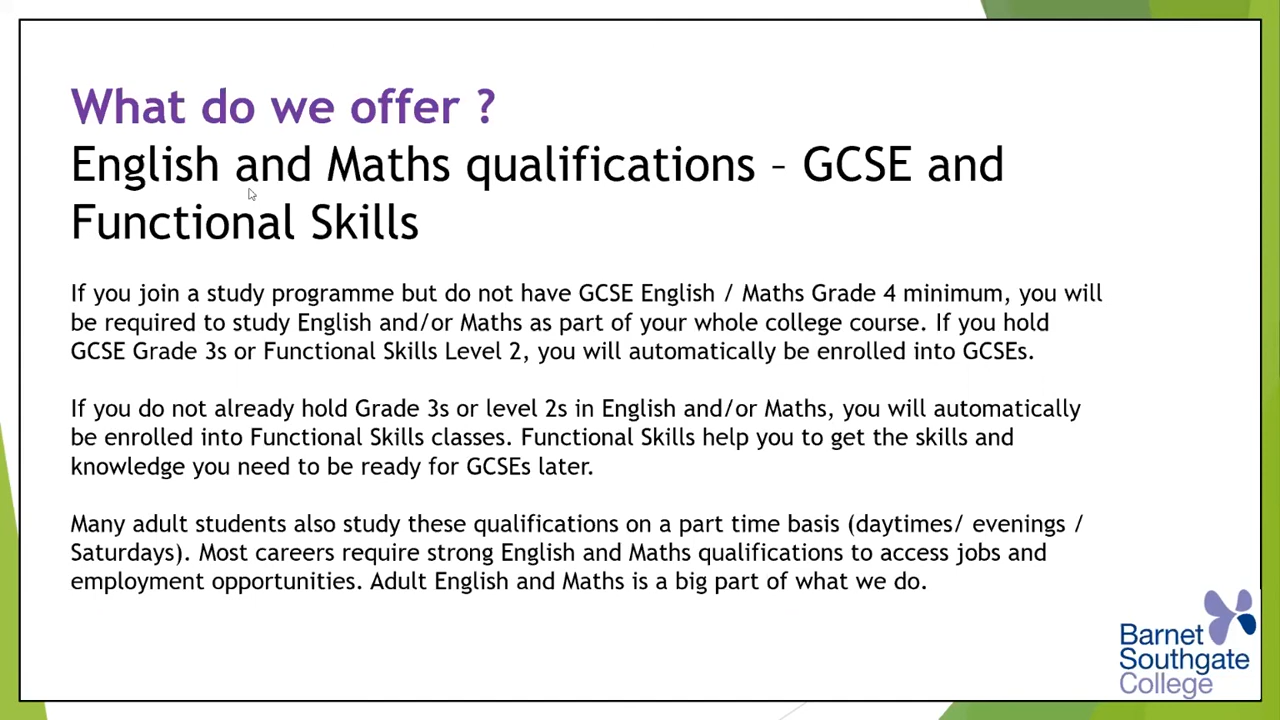 What do we offer ?
English and Maths qualifications – GCSE and
Functional Skills
If you join a study programme but do not have GCSE English / Maths Grade 4 minimum, you will
be required to study English and/or Maths as part of your whole college course. If you hold
GCSE Grade 3s or Functional Skills Level 2, you will automatically be enrolled into GCSEs.
If you do not already hold Grade 3s or level 2s in English and/or Maths, you will automatically
be enrolled into Functional Skills classes. Functional Skills help you to get the skills and
knowledge you need to be ready for GCSEs later.
Many adult students also study these qualifications on a part time basis (daytimes/ evenings /
Saturdays). Most careers require strong English and Maths qualifications to access jobs and
employment opportunities. Adult English and Maths is a big part of what we do.
Barnet
Southgate
College